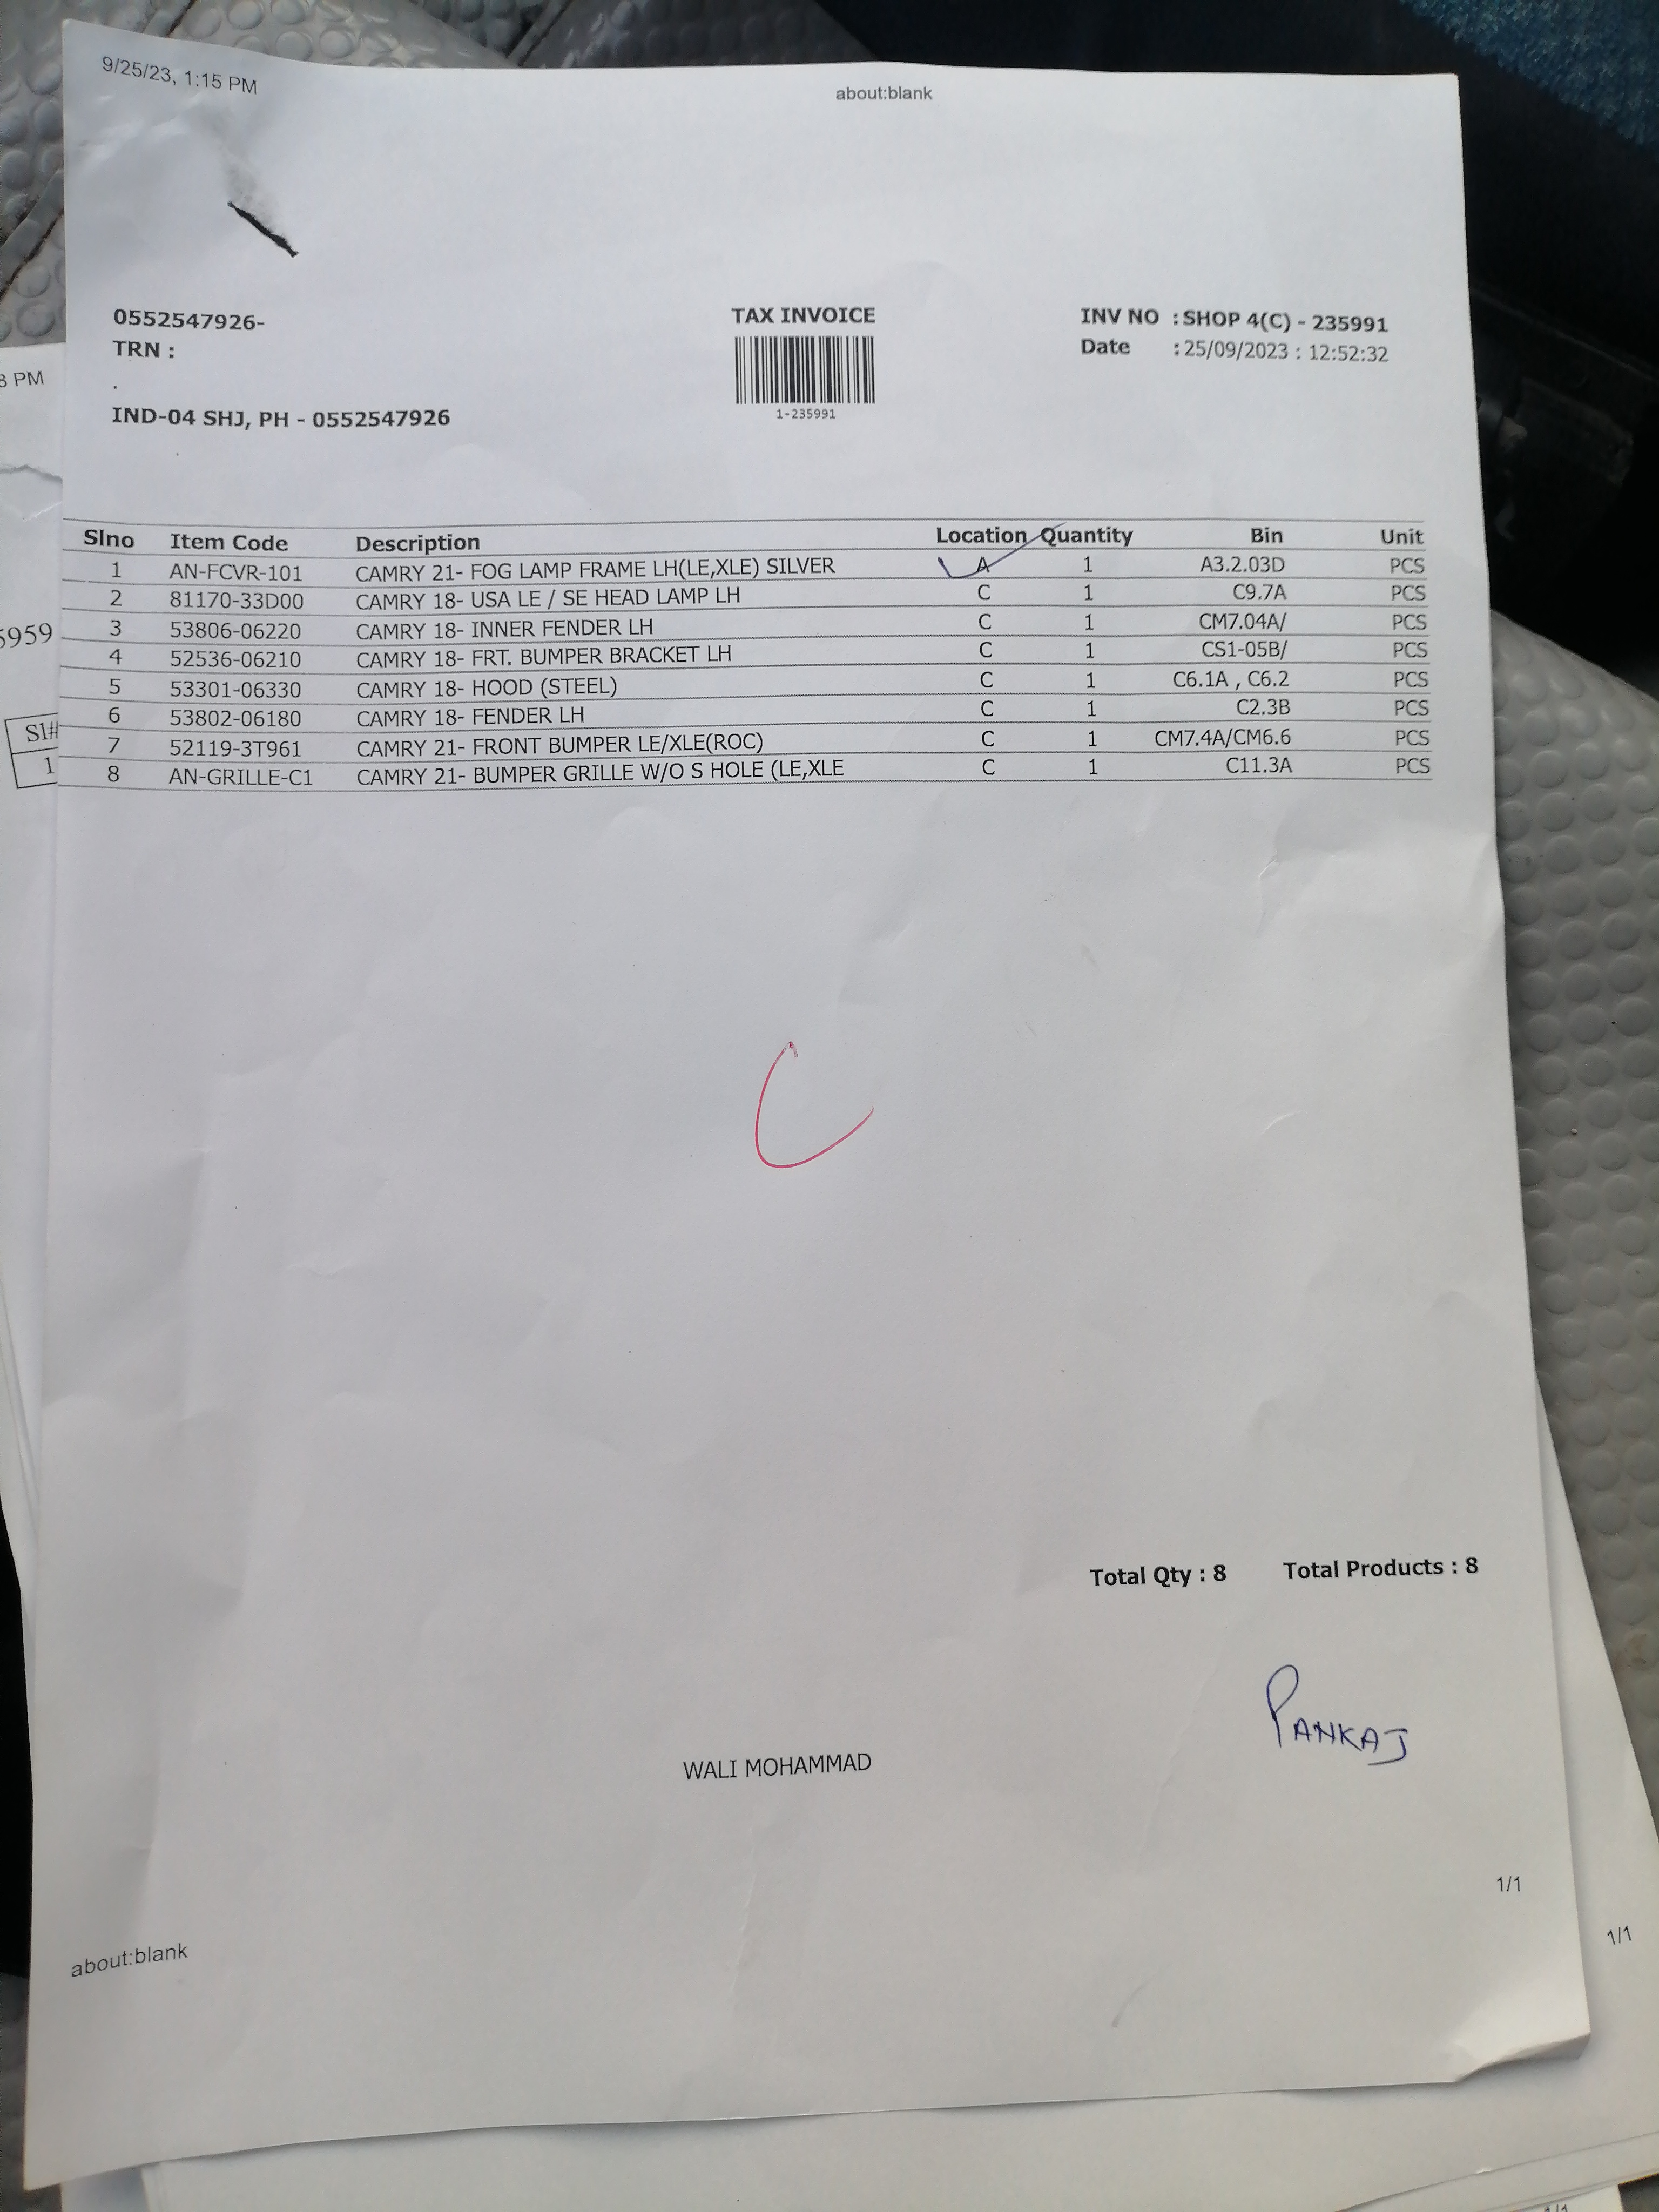 9/25/23, 1:15 PM
about:blank
0552547926-
TRN :
.
IND-04 SHJ, PH - 0552547926
TAX INVOICE
1-235991
INV NO : SHOP 4(C) - 235991
Date : 25/09/2023 : 12:52:32
Slno Item Code Description Location Quantity Bin Unit
1 AN-FCVR-101 CAMRY 21- FOG LAMP FRAME LH(LE,XLE) SILVER A 1 A3.2.03D PCS
2 81170-33D00 CAMRY 18- USA LE / SE HEAD LAMP LH C 1 C9.7A PCS
3 53806-06220 CAMRY 18- INNER FENDER LH C 1 CM7.04A/ PCS
4 52536-06210 CAMRY 18- FRT. BUMPER BRACKET LH C 1 CS1-05B/ PCS
5 53301-06330 CAMRY 18- HOOD (STEEL) C 1 C6.1A , C6.2 PCS
6 53802-06180 CAMRY 18- FENDER LH C 1 C2.3B PCS
7 52119-3T961 CAMRY 21- FRONT BUMPER LE/XLE(ROC) C 1 CM7.4A/CM6.6 PCS
8 AN-GRILLE-C1 CAMRY 21- BUMPER GRILLE W/O S HOLE (LE,XLE C 1 C11.3A PCS
C
Total Qty : 8 Total Products : 8
PANKAJ
WALI MOHAMMAD
1/1
about:blank
PM
5959
Sl#
1
1/1
1/1